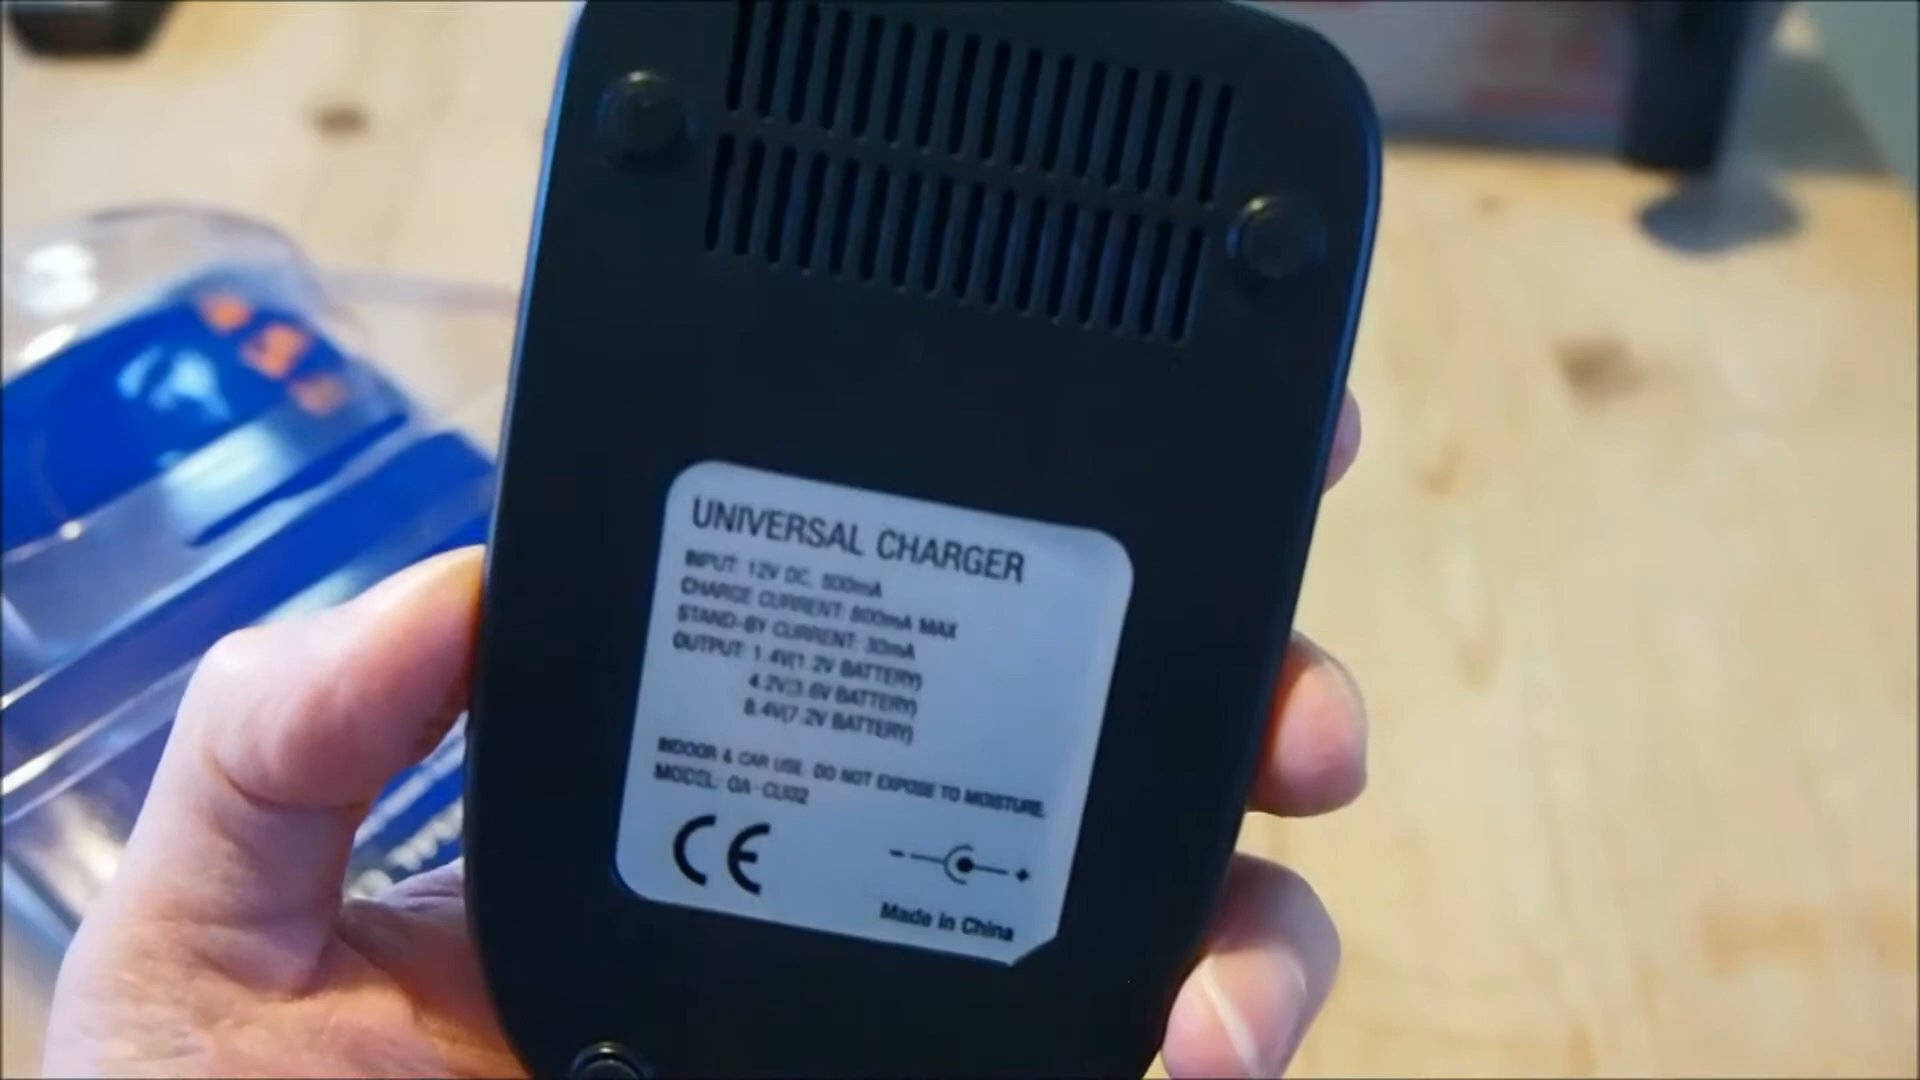 UNIVERSAL CHARGER
INPUT: 12V DC, 500mA
CHARGE CURRENT: 800mA MAX
STAND-BY CURRENT: 30mA
OUTPUT: 1.4V(1.2V BATTERY)
4.2V(3.6V BATTERY)
8.4V(7.2V BATTERY)
INDOOR & CAR USE. DO NOT EXPOSE TO MOISTURE.
MODEL: OA-CU02
CE
- +
Made in China